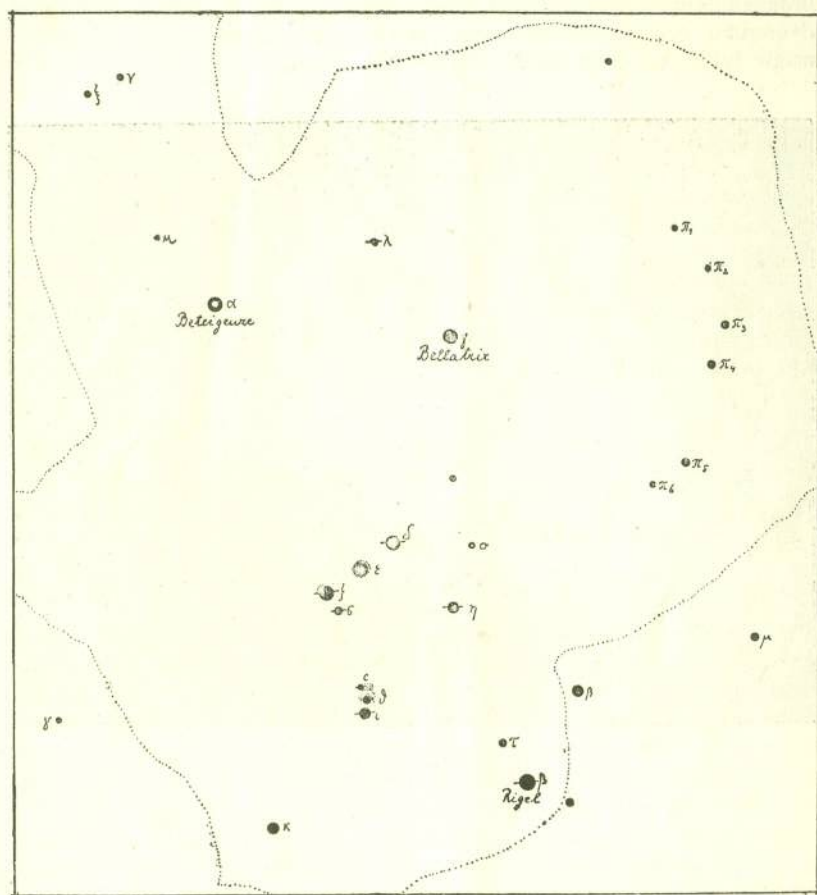 γ
ξ
μ
λ
π₁
π₂
α
Beteigeure
π₃
γ
Bellatrix
π₄
π₅
π₆
δ
σ
ε
ζ
σ
η
μ
c
β
ϑ
ι
γ
τ
β
Rigel
κ